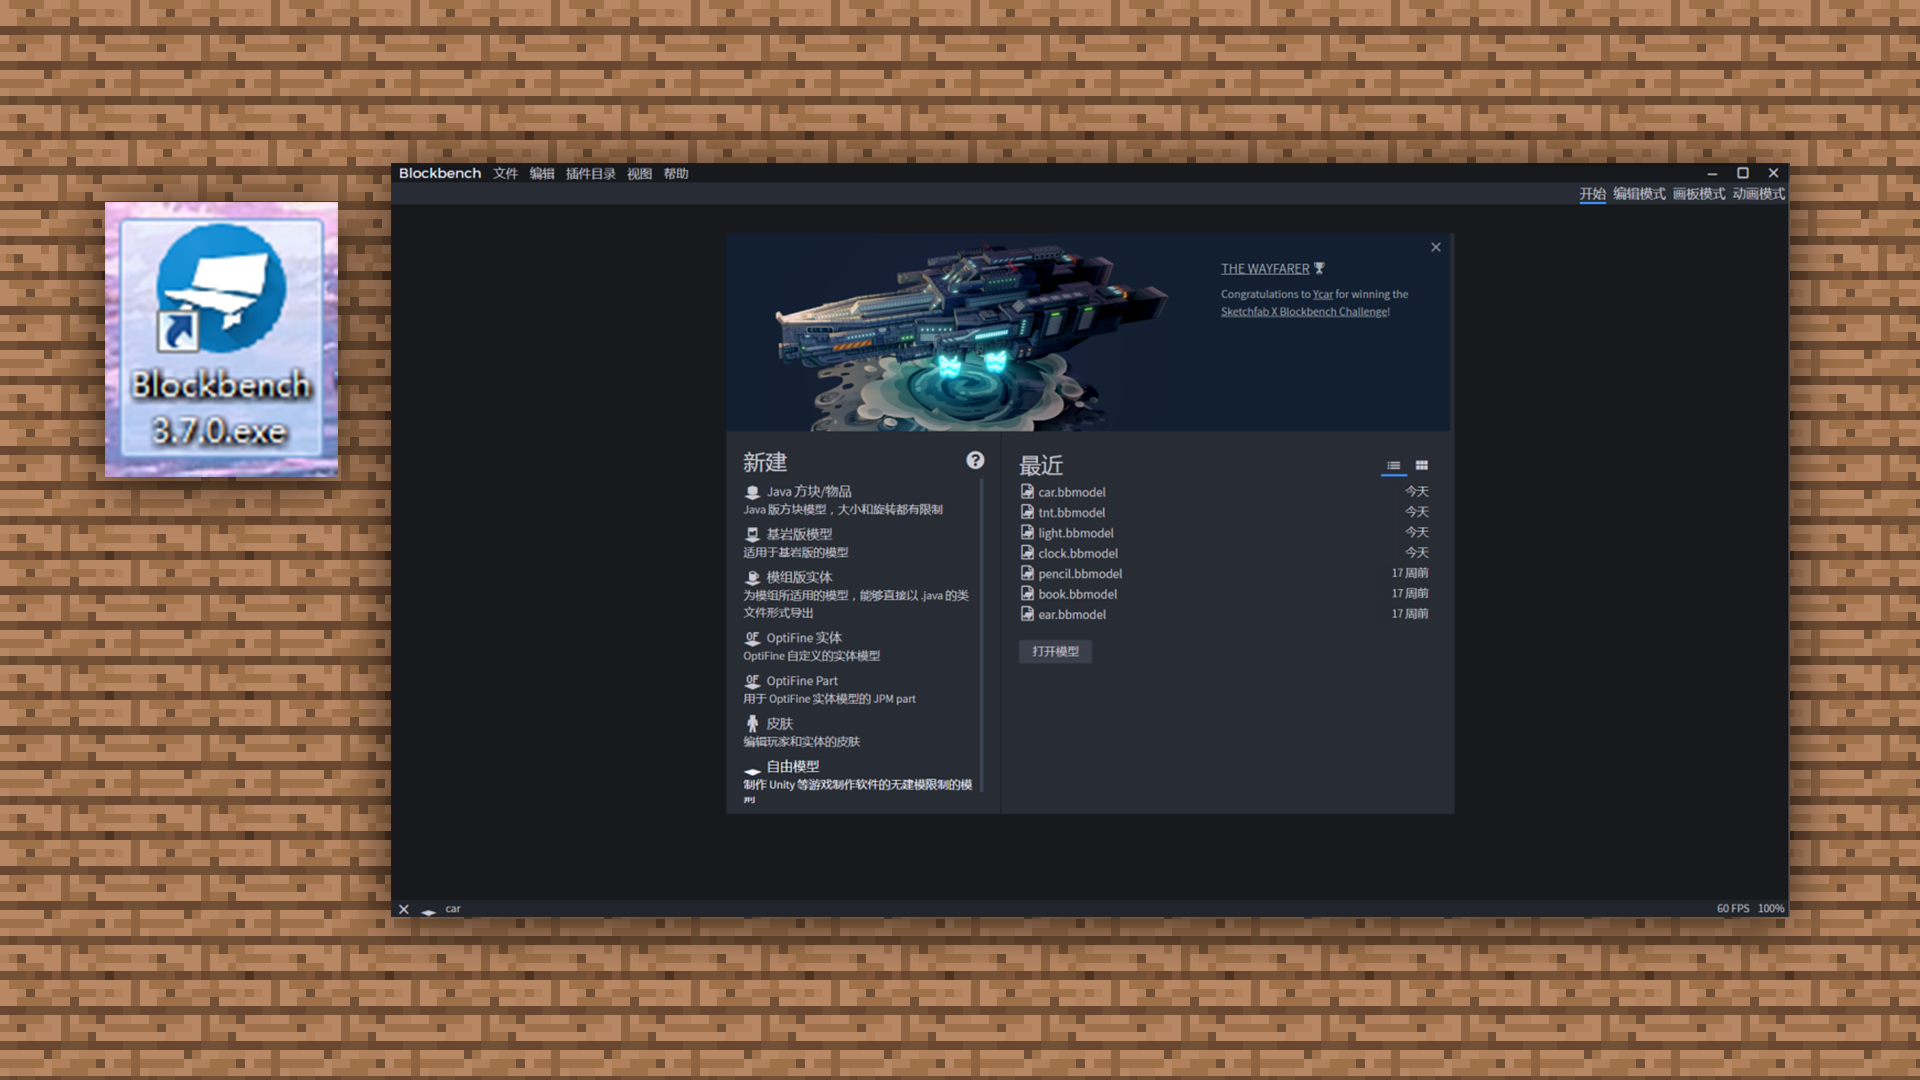 Blockbench
3.7.0.exe
Blockbench 文件 编辑 插件目录 视图 帮助
开始 编辑模式 画板模式 动画模式
THE WAYFARER
Congratulations to Ycar for winning the
Sketchfab X Blockbench Challenge!
新建
Java 方块/物品
Java 版方块模型，大小和旋转都有限制
基岩版模型
适用于基岩版的模型
模组版实体
为模组所适用的模型，能够直接以 .java 的类
文件形式导出
OptiFine 实体
OptiFine 自定义的实体模型
OptiFine Part
用于 OptiFine 实体模型的 JPM part
皮肤
编辑玩家和实体的皮肤
自由模型
制作 Unity 等游戏制作软件的无建模限制的模
型
最近
car.bbmodel 今天
tnt.bbmodel 今天
light.bbmodel 今天
clock.bbmodel 今天
pencil.bbmodel 17 周前
book.bbmodel 17 周前
ear.bbmodel 17 周前
打开模型
car
60 FPS 100%